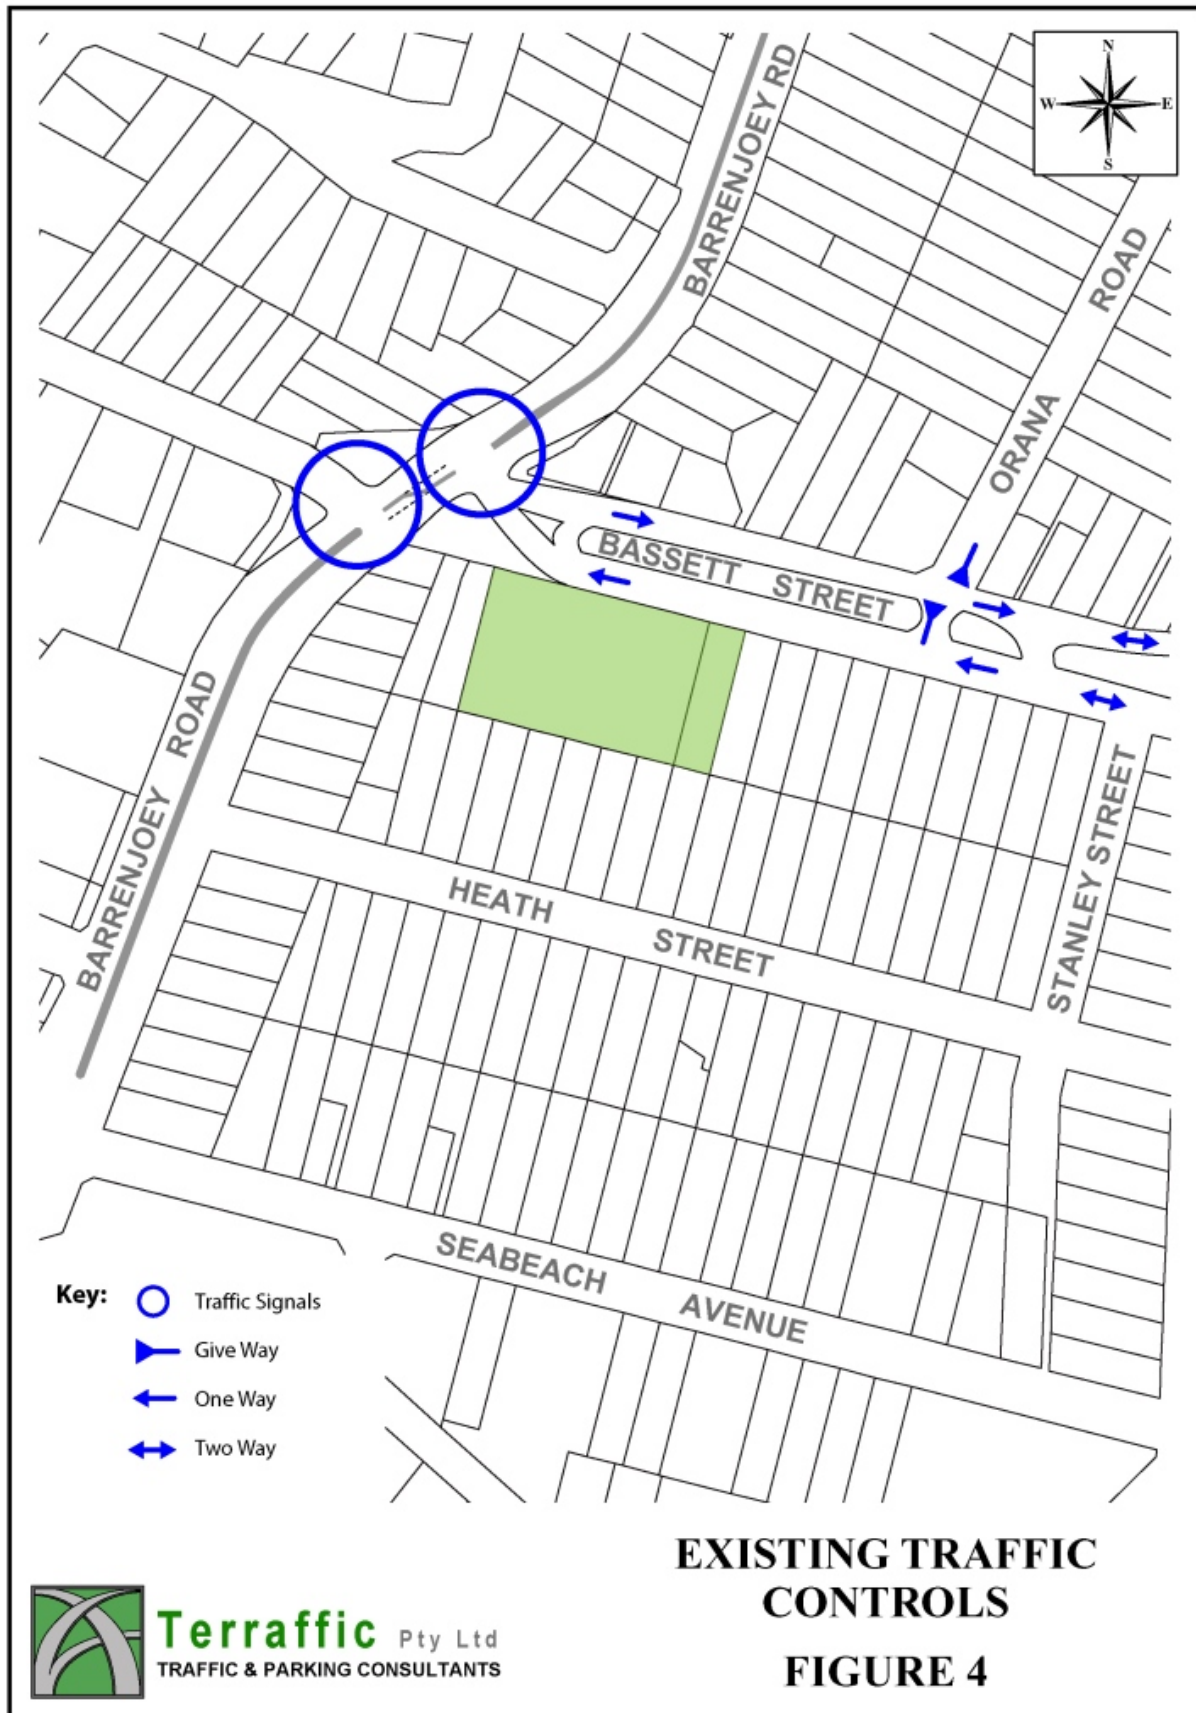 N
W E
S
BARRENJOEY RD
ORANA ROAD
BASSETT STREET
BARRENJOEY ROAD
HEATH STREET
STANLEY STREET
SEABEACH AVENUE
Key:
Traffic Signals
Give Way
One Way
Two Way
EXISTING TRAFFIC
CONTROLS
FIGURE 4
Terraffic Pty Ltd
TRAFFIC & PARKING CONSULTANTS